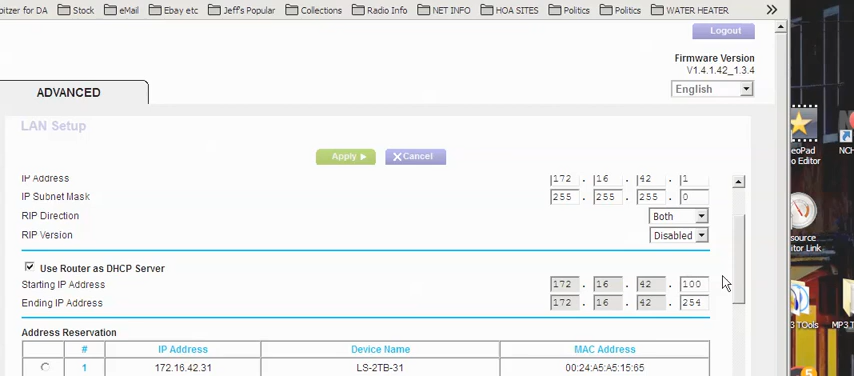 pitzer for DA Stock eMail Ebay etc Jeff's Popular Collections Radio Info NET INFO HOA SITES Politics Politics WATER HEATER »
Logout
Firmware Version
V1.4.1.42_1.3.4
English
ADVANCED
LAN Setup
Apply Cancel
IP Address 172 . 16 . 42 . 1
IP Subnet Mask 255 . 255 . 255 . 0
RIP Direction Both
RIP Version Disabled
Use Router as DHCP Server
Starting IP Address 172 . 16 . 42 . 100
Ending IP Address 172 . 16 . 42 . 254
Address Reservation
# IP Address Device Name MAC Address
1 172.16.42.31 LS-2TB-31 00:24:A5:A5:15:65
eoPad NCH
o Editor
source
itor Link
3 TOols MP3 T
5